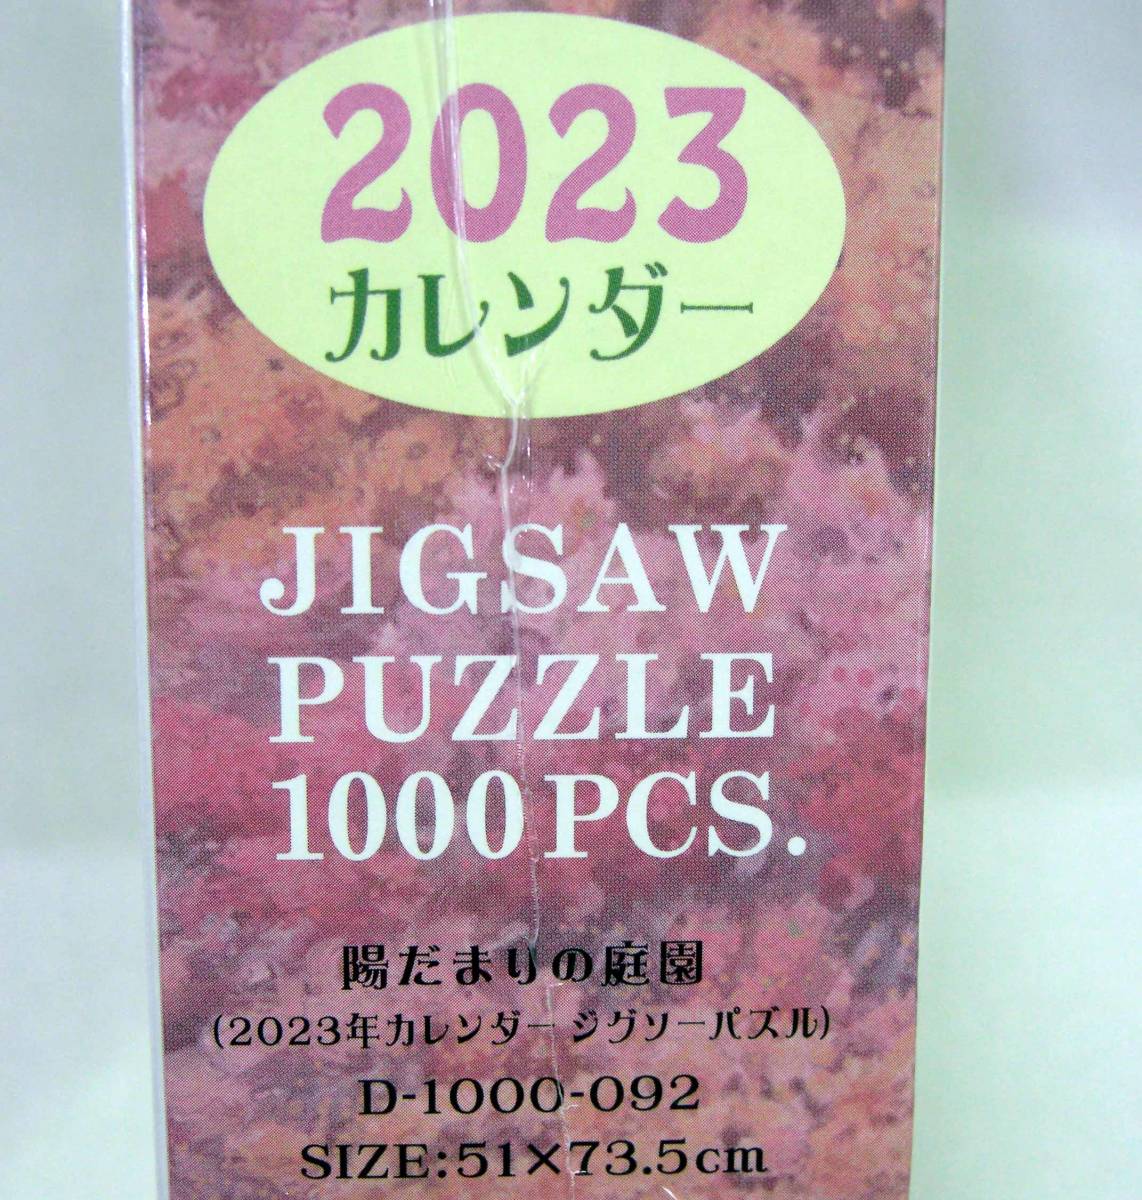 2023
カレンダー
JIGSAW
PUZZLE
1000PCS.
陽だまりの庭園
(2023年カレンダー ジグソーパズル)
D-1000-092
SIZE:51×73.5cm